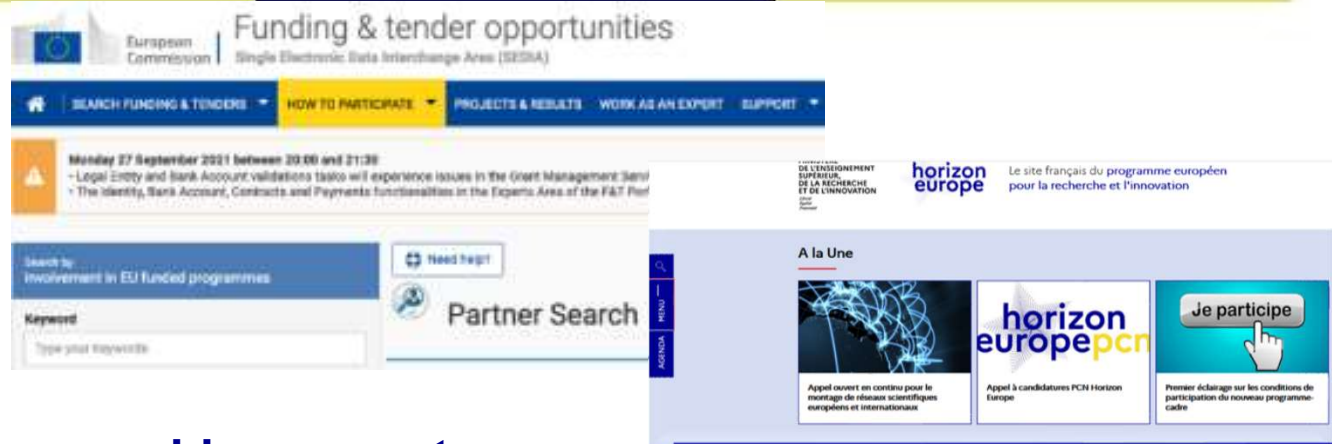 European
Commission
Funding & tender opportunities
Single Electronic Data Interchange Area (SEDIA)
SEARCH FUNDING & TENDERS
HOW TO PARTICIPATE
PROJECTS & RESULTS
WORK AS AN EXPERT
SUPPORT
Monday 27 September 2021 between 20:00 and 21:30
- Legal Entity and Bank Account validations tasks will experience issues in the Grant Management
- The Identity, Bank Account, Contracts and Payments functionalities in the Experts Area of the F&T
Search by
Involvement in EU funded programmes
Keyword
Type your Keywords
Need help?
Partner Search
DE L'ENSEIGNEMENT
SUPÉRIEUR,
DE LA RECHERCHE
ET DE L'INNOVATION
horizon
europe
Le site français du programme européen
pour la recherche et l'innovation
MENU
AGENDA
A la Une
Appel ouvert en continu pour le
montage de réseaux scientifiques
européens et internationaux
horizon
europepcn
Appel à candidatures PCN Horizon
Europe
Je participe
Premier éclairage sur les conditions de
participation du nouveau programme-
cadre